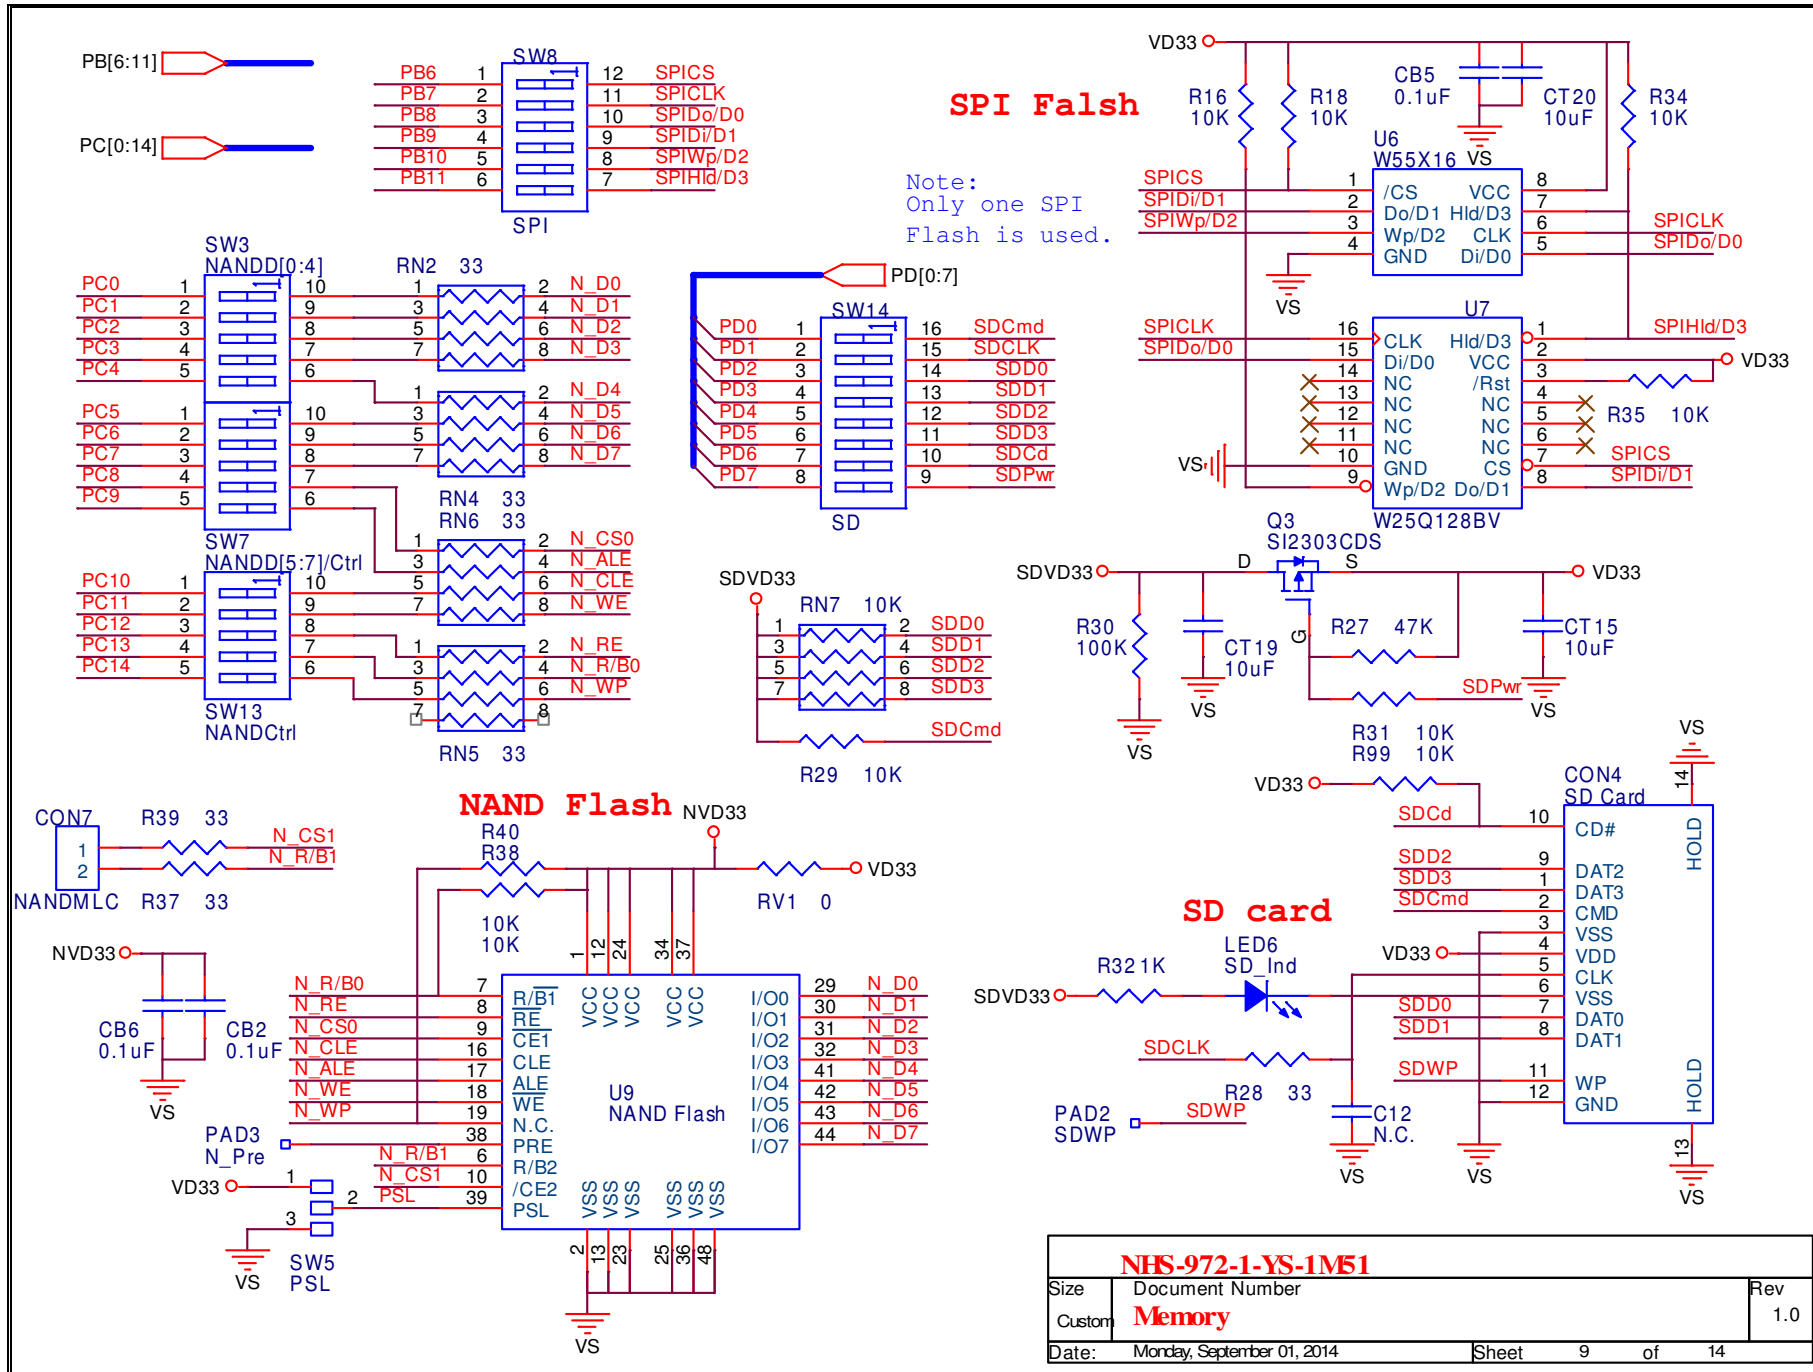 PB[6:11]
PC[0:14]
SW8
PB6 1 12 SPICS
PB7 2 11 SPICLK
PB8 3 10 SPIDo/D0
PB9 4 9 SPIDi/D1
PB10 5 8 SPIWp/D2
PB11 6 7 SPIHld/D3
SPI
SPI Falsh
Note:
Only one SPI
Flash is used.
VD33
R16 10K
R18 10K
CB5 0.1uF
CT20 10uF
R34 10K
VS
U6
W55X16
SPICS 1 /CS VCC 8
SPIDi/D1 2 Do/D1 Hld/D3 7
SPIWp/D2 3 Wp/D2 CLK 6 SPICLK
4 GND Di/D0 5 SPIDo/D0
VS
U7
SPICLK 16 CLK Hld/D3 1 SPIHld/D3
SPIDo/D0 15 Di/D0 VCC 2 VD33
14 NC /Rst 3
13 NC NC 4
12 NC NC 5
11 NC NC 6
VS 10 GND CS 7 SPICS
9 Wp/D2 Do/D1 8 SPIDi/D1
W25Q128BV
R35 10K
SW3
NANDD[0:4]
PC0 1 10
PC1 2 9
PC2 3 8
PC3 4 7
PC4 5 6
RN2 33
1 2 N_D0
3 4 N_D1
5 6 N_D2
7 8 N_D3
PC5 1 10
PC6 2 9
PC7 3 8
PC8 4 7
PC9 5 6
SW7
NANDD[5:7]/Ctrl
1 2 N_D4
3 4 N_D5
5 6 N_D6
7 8 N_D7
RN4 33
RN6 33
1 2 N_CS0
3 4 N_ALE
5 6 N_CLE
7 8 N_WE
PC10 1 10
PC11 2 9
PC12 3 8
PC13 4 7
PC14 5 6
SW13
NANDCtrl
1 2 N_RE
3 4 N_R/B0
5 6 N_WP
7 8
RN5 33
PD[0:7]
SW14
PD0 1 16 SDCmd
PD1 2 15 SDCLK
PD2 3 14 SDD0
PD3 4 13 SDD1
PD4 5 12 SDD2
PD5 6 11 SDD3
PD6 7 10 SDCd
PD7 8 9 SDPwr
SD
SDVD33
RN7 10K
1 2 SDD0
3 4 SDD1
5 6 SDD2
7 8 SDD3
SDCmd
R29 10K
Q3
SI2303CDS
SDVD33 D S VD33
G
R30 100K
CT19 10uF
R27 47K
CT15 10uF
SDPwr
R31 10K
VS
VS
VS
R99 10K
VD33
CON4
SD Card
VS
14
HOLD
SDCd 10 CD#
SDD2 9 DAT2
SDD3 1 DAT3
SDCmd 2 CMD
3 VSS
VD33 4 VDD
5 CLK
6 VSS
SDD0 7 DAT0
SDD1 8 DAT1
SDWP 11 WP
12 GND
HOLD
13
VS
VS
SD card
LED6
SD_Ind
SDVD33 R32 1K
SDCLK
R28 33
PAD2
SDWP
SDWP
C12
N.C.
VS
CON7
1
2
NANDMLC
R39 33
N_CS1
N_R/B1
R37 33
NVD33
CB6 0.1uF
CB2 0.1uF
VS
NAND Flash
NVD33
R40
R38
10K
10K
VD33
RV1 0
1 12 24 34 37
VCC VCC VCC VCC VCC
N_R/B0 7 R/B1 I/O0 29 N_D0
N_RE 8 RE I/O1 30 N_D1
N_CS0 9 CE1 I/O2 31 N_D2
N_CLE 16 CLE I/O3 32 N_D3
N_ALE 17 ALE I/O4 41 N_D4
N_WE 18 WE I/O5 42 N_D5
N_WP 19 N.C. I/O6 43 N_D6
38 PRE I/O7 44 N_D7
N_R/B1 6 R/B2
N_CS1 10 /CE2
PSL 39 PSL
U9
NAND Flash
VSS VSS VSS VSS VSS VSS
2 13 23 25 36 48
VS
PAD3
N_Pre
VD33 1
2
3
VS
SW5
PSL
NHS-972-1-YS-1M51
Size Document Number Rev
Custom Memory 1.0
Date: Monday, September 01, 2014 Sheet 9 of 14